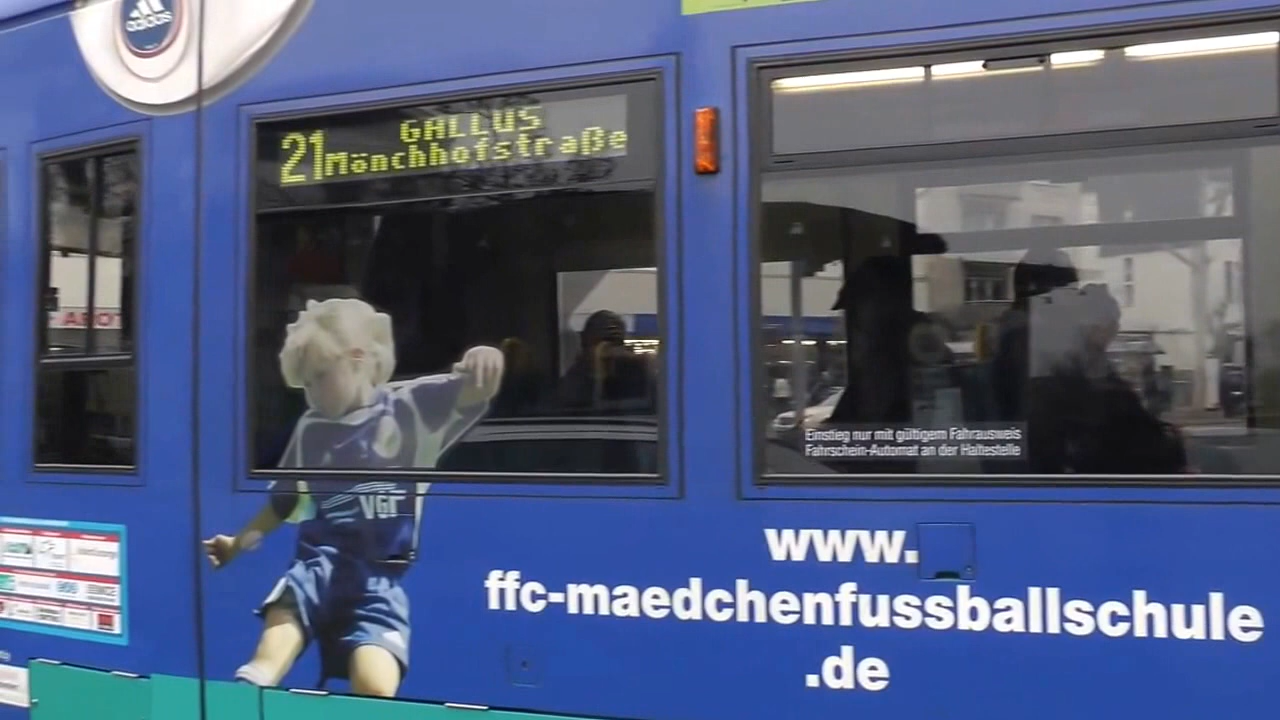 adidas
21 GALLUS
Mönchhofstraße
Einstieg nur mit gültigem Fahrausweis
Fahrschein-Automat an der Haltestelle
VGF
www.
ffc-maedchenfussballschule
.de